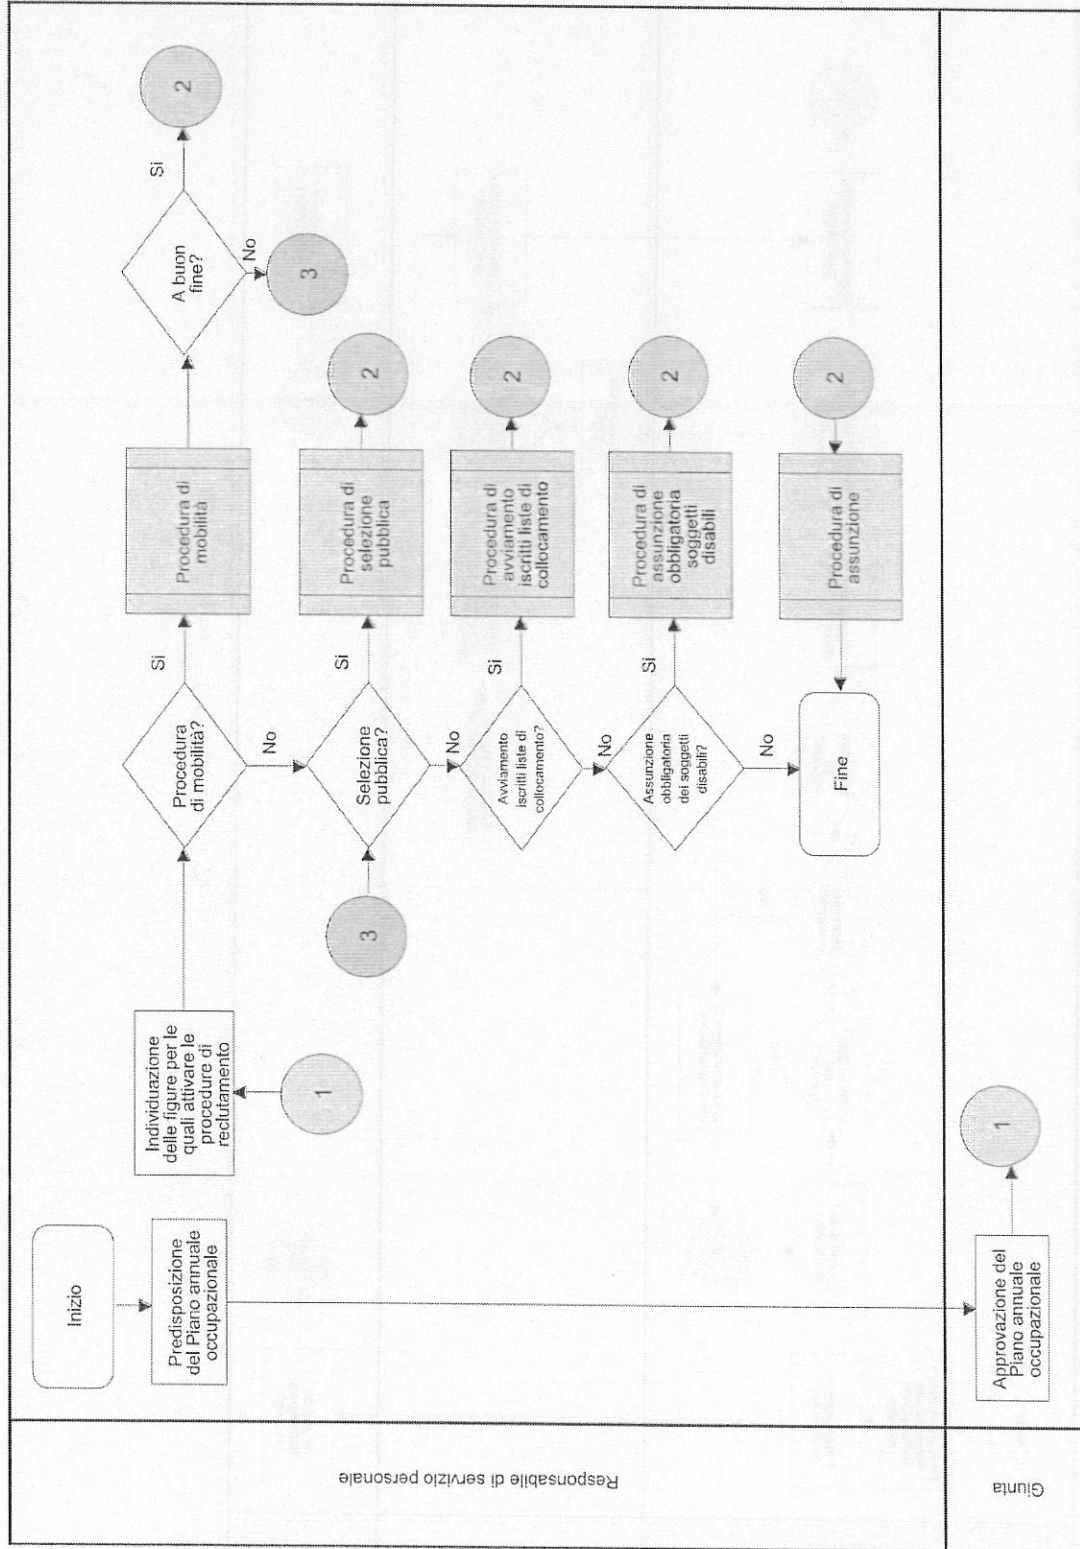 Responsabile di servizio personale
Inizio
Predisposizione
del Piano annuale
occupazionale
Individuazione
delle figure per le
quali attivare le
procedure di
reclutamento
1
Procedura
di mobilità?
Si
No
Procedura di
mobilità
A buon
fine?
Si
2
No
3
3
Selezione
pubblica?
Si
No
Procedura di
selezione
pubblica
2
Avviamento
iscritti liste di
collocamento?
Si
No
Procedura di
avviamento
iscritti liste di
collocamento
2
Assunzione
obbligatoria
dei soggetti
disabili?
Si
No
Procedura di
assunzione
obbligatoria
soggetti
disabili
2
Fine
Procedura di
assunzione
2
Giunta
Approvazione del
Piano annuale
occupazionale
1